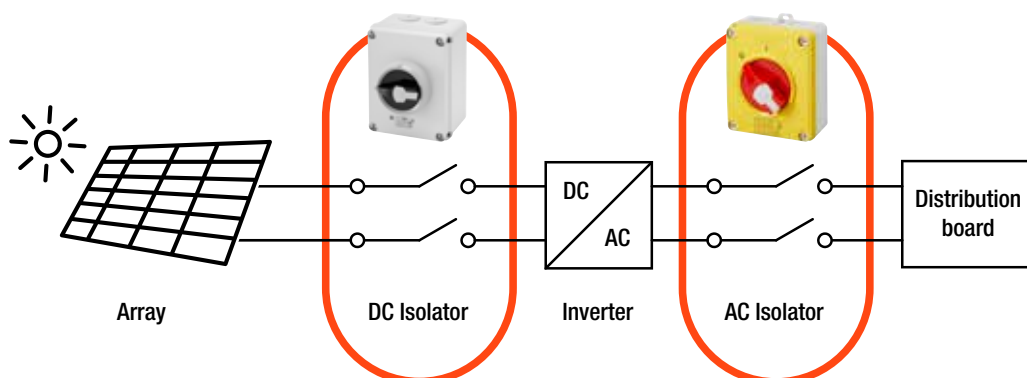 DC
AC
Distribution
board
Array
DC Isolator
Inverter
AC Isolator